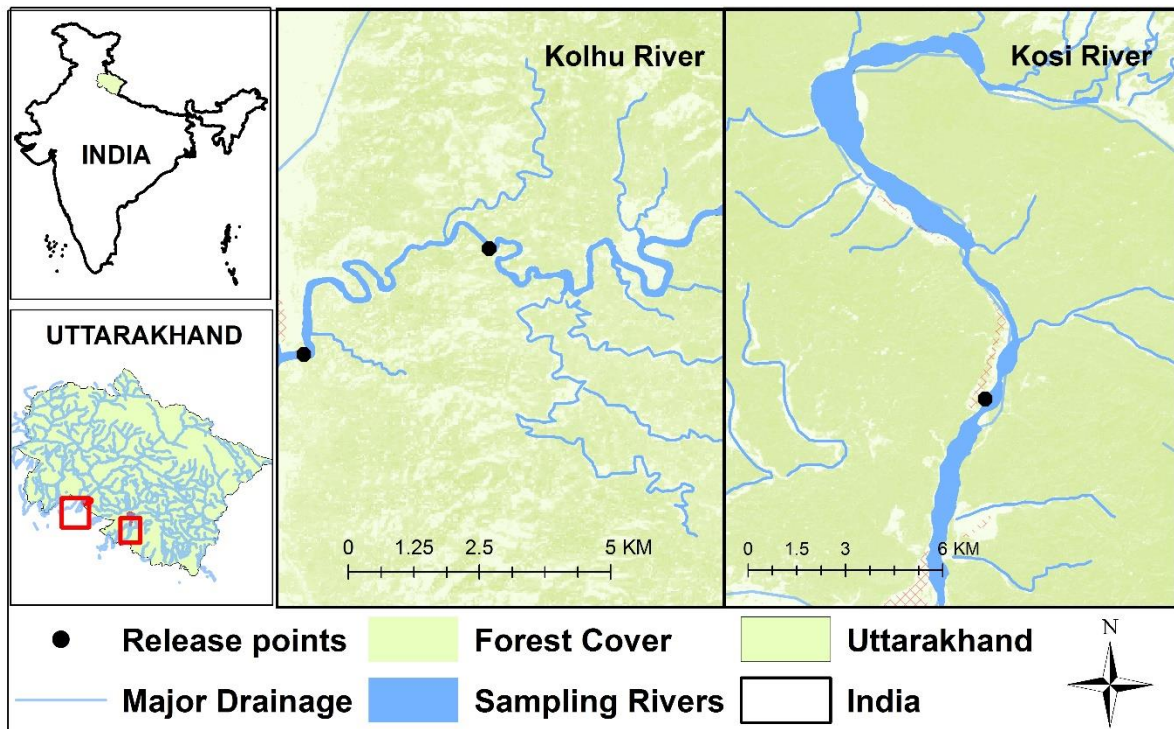 INDIA
UTTARAKHAND
Kolhu River
0 1.25 2.5 5 KM
Kosi River
0 1.5 3 6 KM
Release points
Forest Cover
Uttarakhand
Major Drainage
Sampling Rivers
India
N